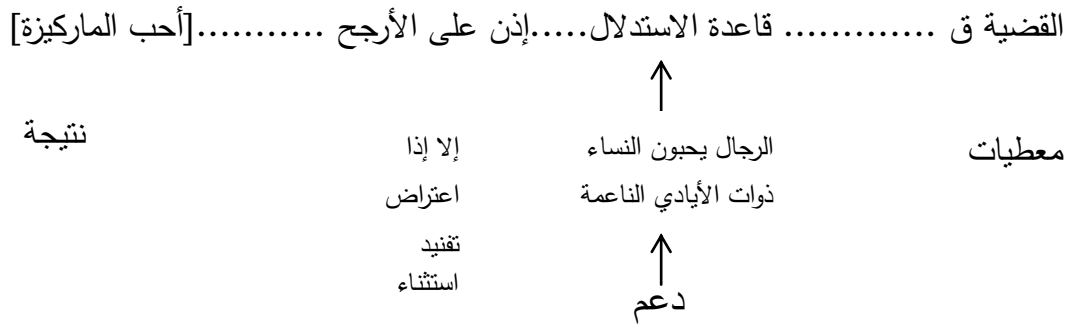 القضية ق ............. قاعدة الاستدلال.....إذن على الأرجح ...........[أحب الماركيزة]
معطيات
الرجال يحبون النساء
ذوات الأيادي الناعمة
إلا إذا
اعتراض
تفنيد
استثناء
نتيجة
دعم